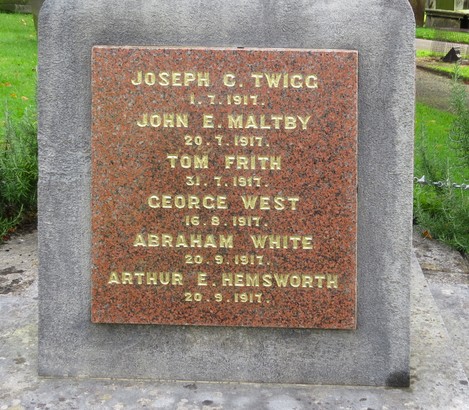 JOSEPH G. TWIGG
1.7.1917.
JOHN E. MALTBY
20.7.1917.
TOM FRITH
31.7.1917.
GEORGE WEST
16.8.1917.
ABRAHAM WHITE
20.9.1917.
ARTHUR E. HEMSWORTH
20.9.1917.